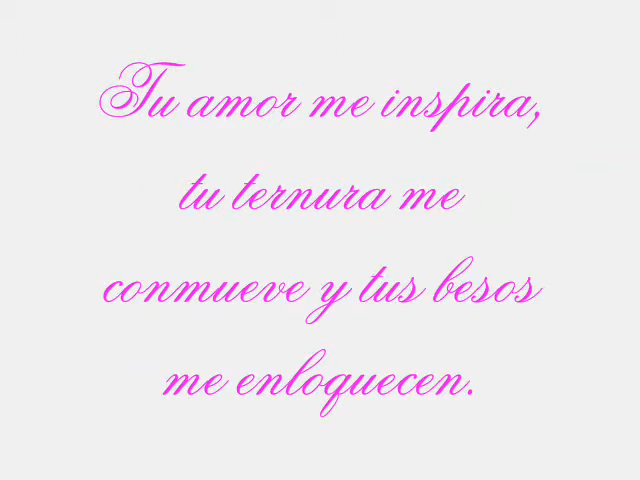 Tu amor me inspira,
tu ternura me
conmueve y tus besos
me enloquecen.